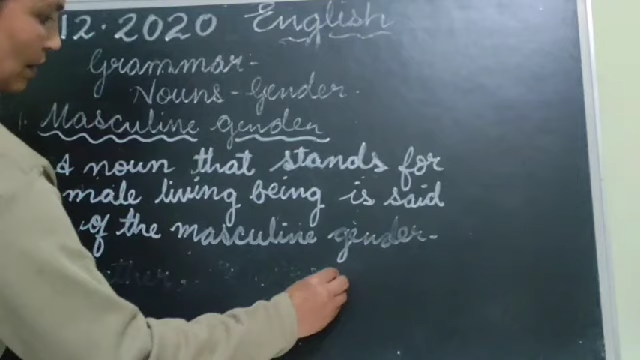 12.2020 English
Grammar-
Nouns-Gender.
1. Masculine gender
A noun that stands for
male living being is said
of the masculine gender-